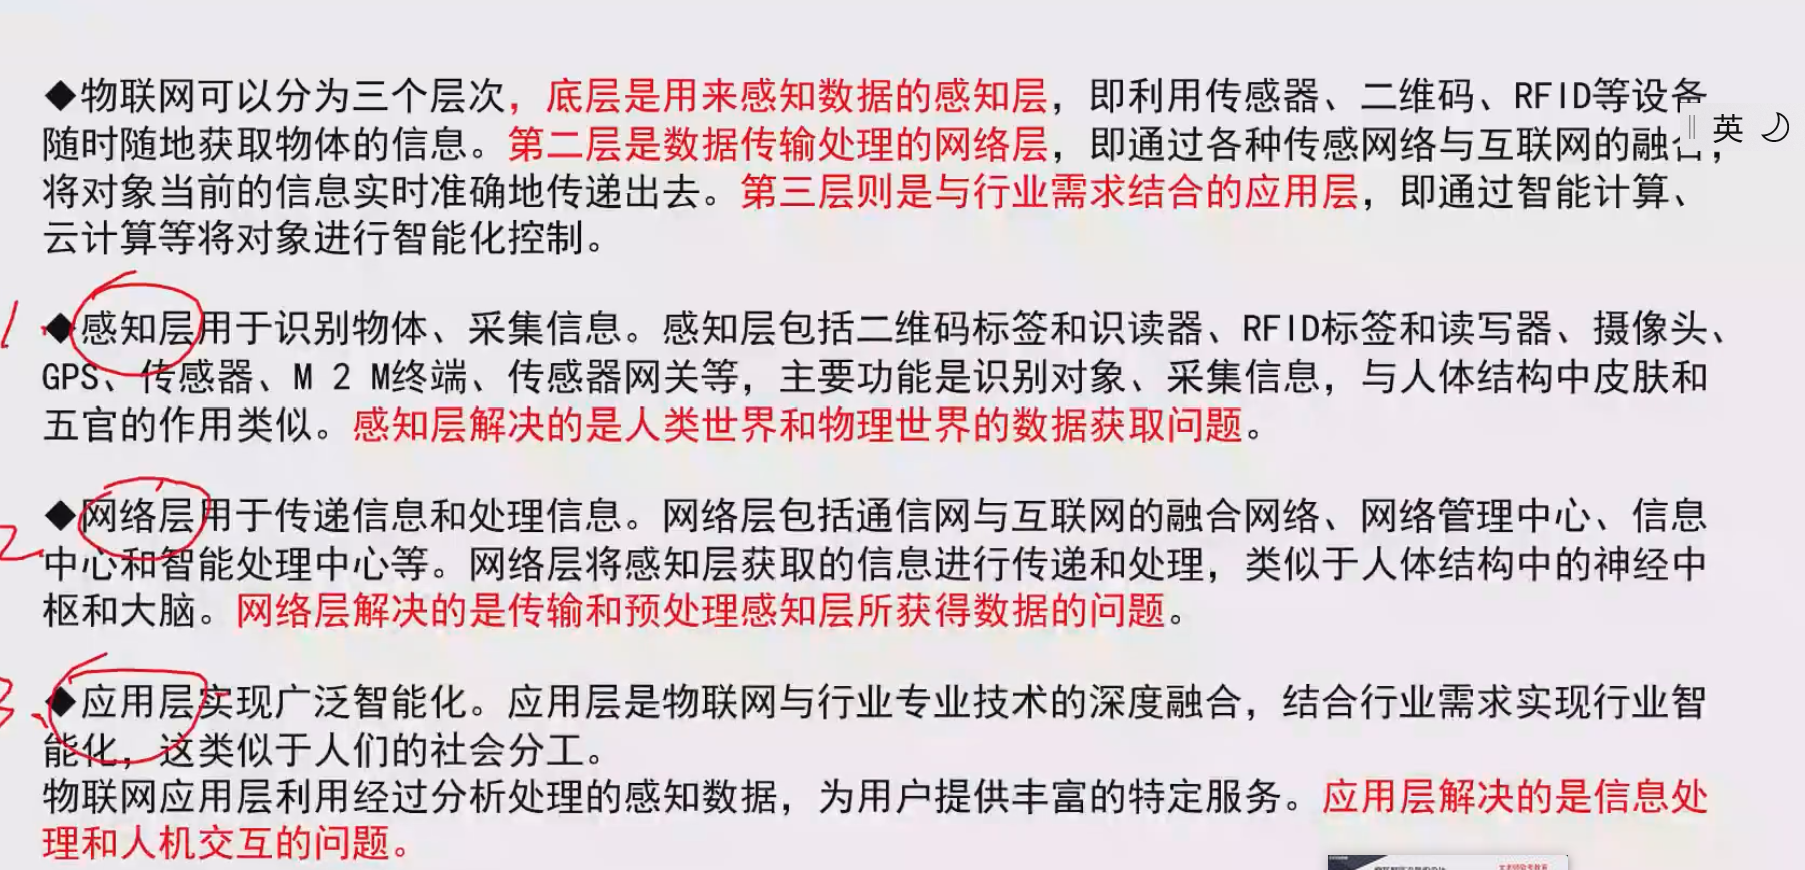 ◆物联网可以分为三个层次，底层是用来感知数据的感知层，即利用传感器、二维码、RFID等设备
随时随地获取物体的信息。第二层是数据传输处理的网络层，即通过各种传感网络与互联网的融合，
英
将对象当前的信息实时准确地传递出去。第三层则是与行业需求结合的应用层，即通过智能计算、
云计算等将对象进行智能化控制。
1
◆感知层用于识别物体、采集信息。感知层包括二维码标签和识读器、RFID标签和读写器、摄像头、
GPS、传感器、M 2 M终端、传感器网关等，主要功能是识别对象、采集信息，与人体结构中皮肤和
五官的作用类似。感知层解决的是人类世界和物理世界的数据获取问题。
2
◆网络层用于传递信息和处理信息。网络层包括通信网与互联网的融合网络、网络管理中心、信息
中心和智能处理中心等。网络层将感知层获取的信息进行传递和处理，类似于人体结构中的神经中
枢和大脑。网络层解决的是传输和预处理感知层所获得数据的问题。
3
◆应用层实现广泛智能化。应用层是物联网与行业专业技术的深度融合，结合行业需求实现行业智
能化，这类似于人们的社会分工。
物联网应用层利用经过分析处理的感知数据，为用户提供丰富的特定服务。应用层解决的是信息处
理和人机交互的问题。